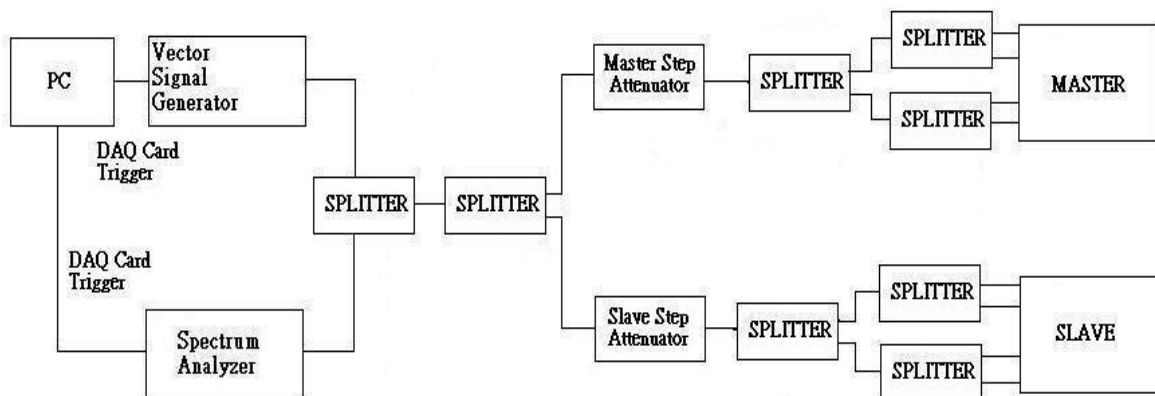 PC
Vector
Signal
Generator
DAQ Card
Trigger
DAQ Card
Trigger
Spectrum
Analyzer
SPLITTER
SPLITTER
Master Step
Attenuator
SPLITTER
SPLITTER
SPLITTER
MASTER
Slave Step
Attenuator
SPLITTER
SPLITTER
SPLITTER
SLAVE